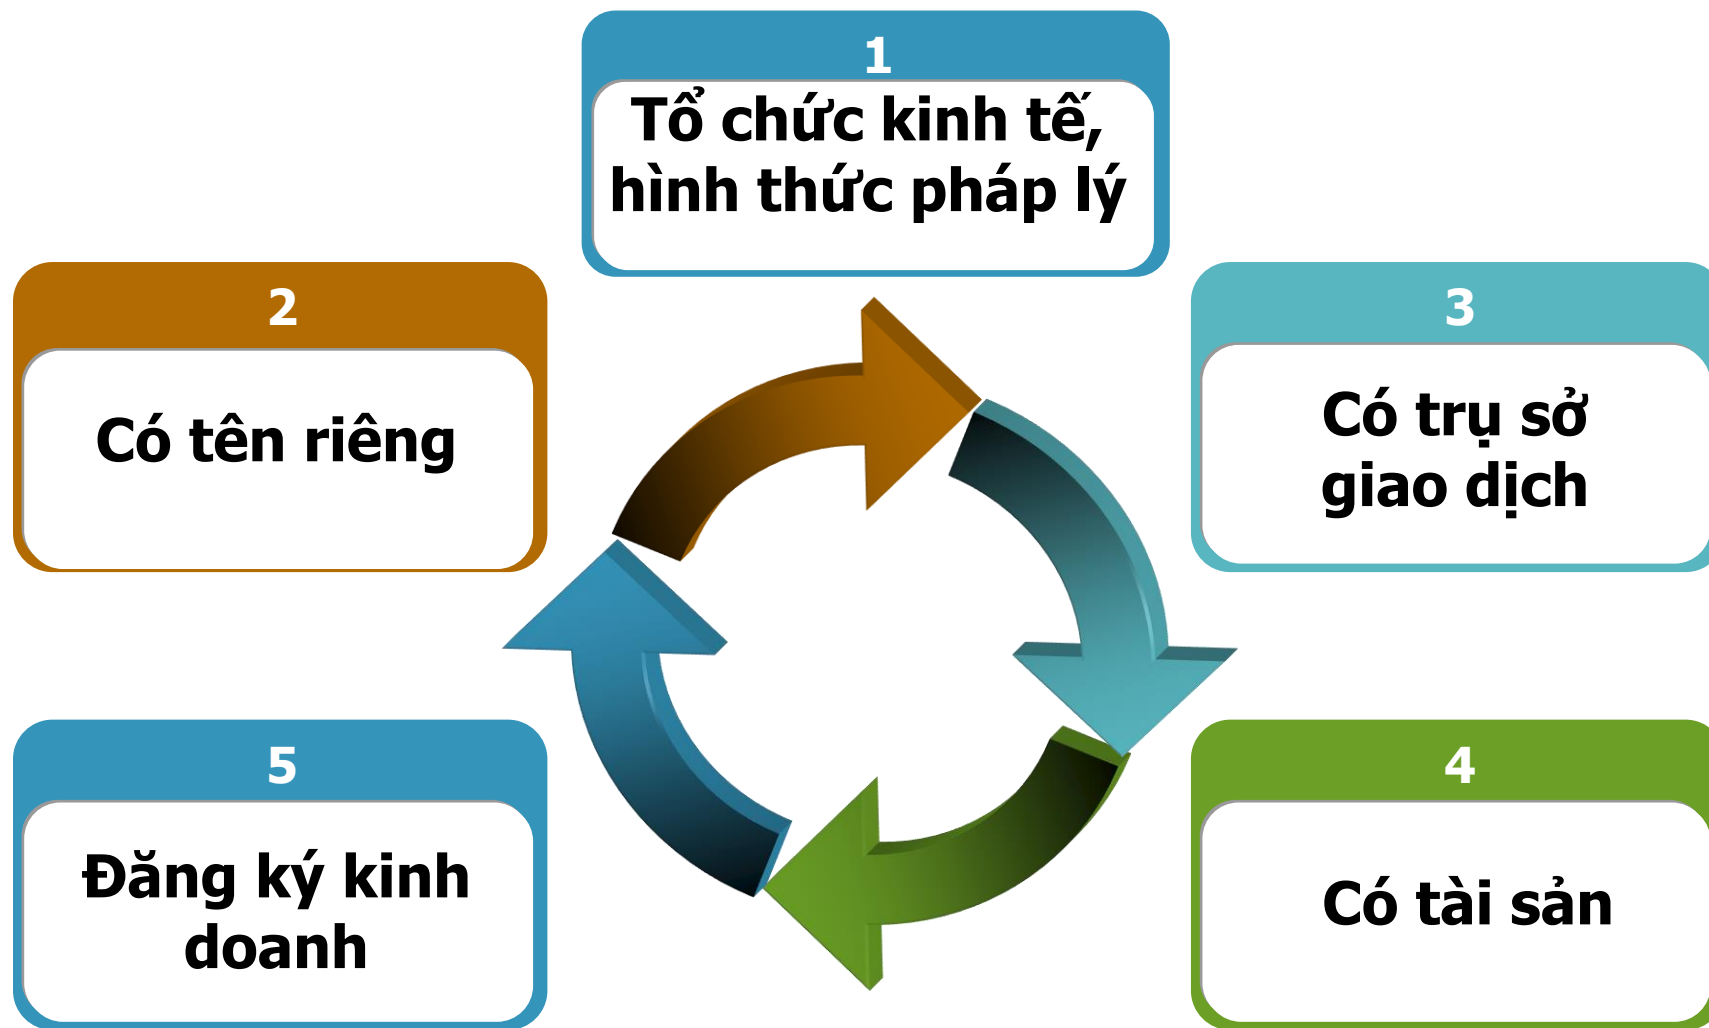 1
Tổ chức kinh tế,
hình thức pháp lý
2
Có tên riêng
3
Có trụ sở
giao dịch
4
Có tài sản
5
Đăng ký kinh
doanh